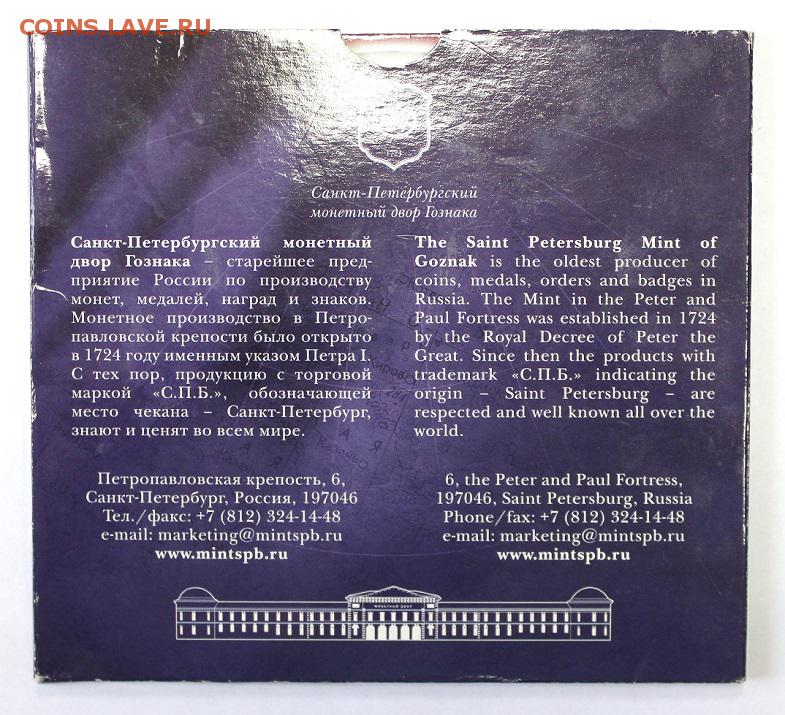 COINS.LAVE.RU
1724
Санкт-Петербургский
монетный двор Гознака
Санкт-Петербургский монетный
двор Гознака – старейшее пред-
приятие России по производству
монет, медалей, наград и знаков.
Монетное производство в Петро-
павловской крепости было открыто
в 1724 году именным указом Петра I.
С тех пор, продукцию с торговой
маркой «С.П.Б.», обозначающей
место чекана – Санкт-Петербург,
знают и ценят во всем мире.
The Saint Petersburg Mint of
Goznak is the oldest producer of
coins, medals, orders and badges in
Russia. The Mint in the Peter and
Paul Fortress was established in 1724
by the Royal Decree of Peter the
Great. Since then the products with
trademark «С.П.Б.» indicating the
origin – Saint Petersburg – are
respected and well known all over the
world.
Петропавловская крепость, 6,
Санкт-Петербург, Россия, 197046
Тел./факс: +7 (812) 324-14-48
e-mail: marketing@mintspb.ru
www.mintspb.ru
6, the Peter and Paul Fortress,
197046, Saint Petersburg, Russia
Phone/fax: +7 (812) 324-14-48
e-mail: marketing@mintspb.ru
www.mintspb.ru
МОНЕТНЫЙ ДВОР